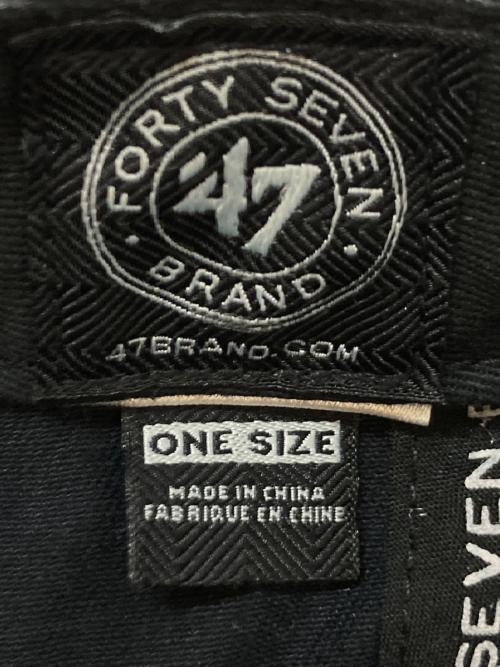 FORTY SEVEN
'47
BRAND
47BRAND.COM
ONE SIZE
MADE IN CHINA
FABRIQUE EN CHINE
SEVEN